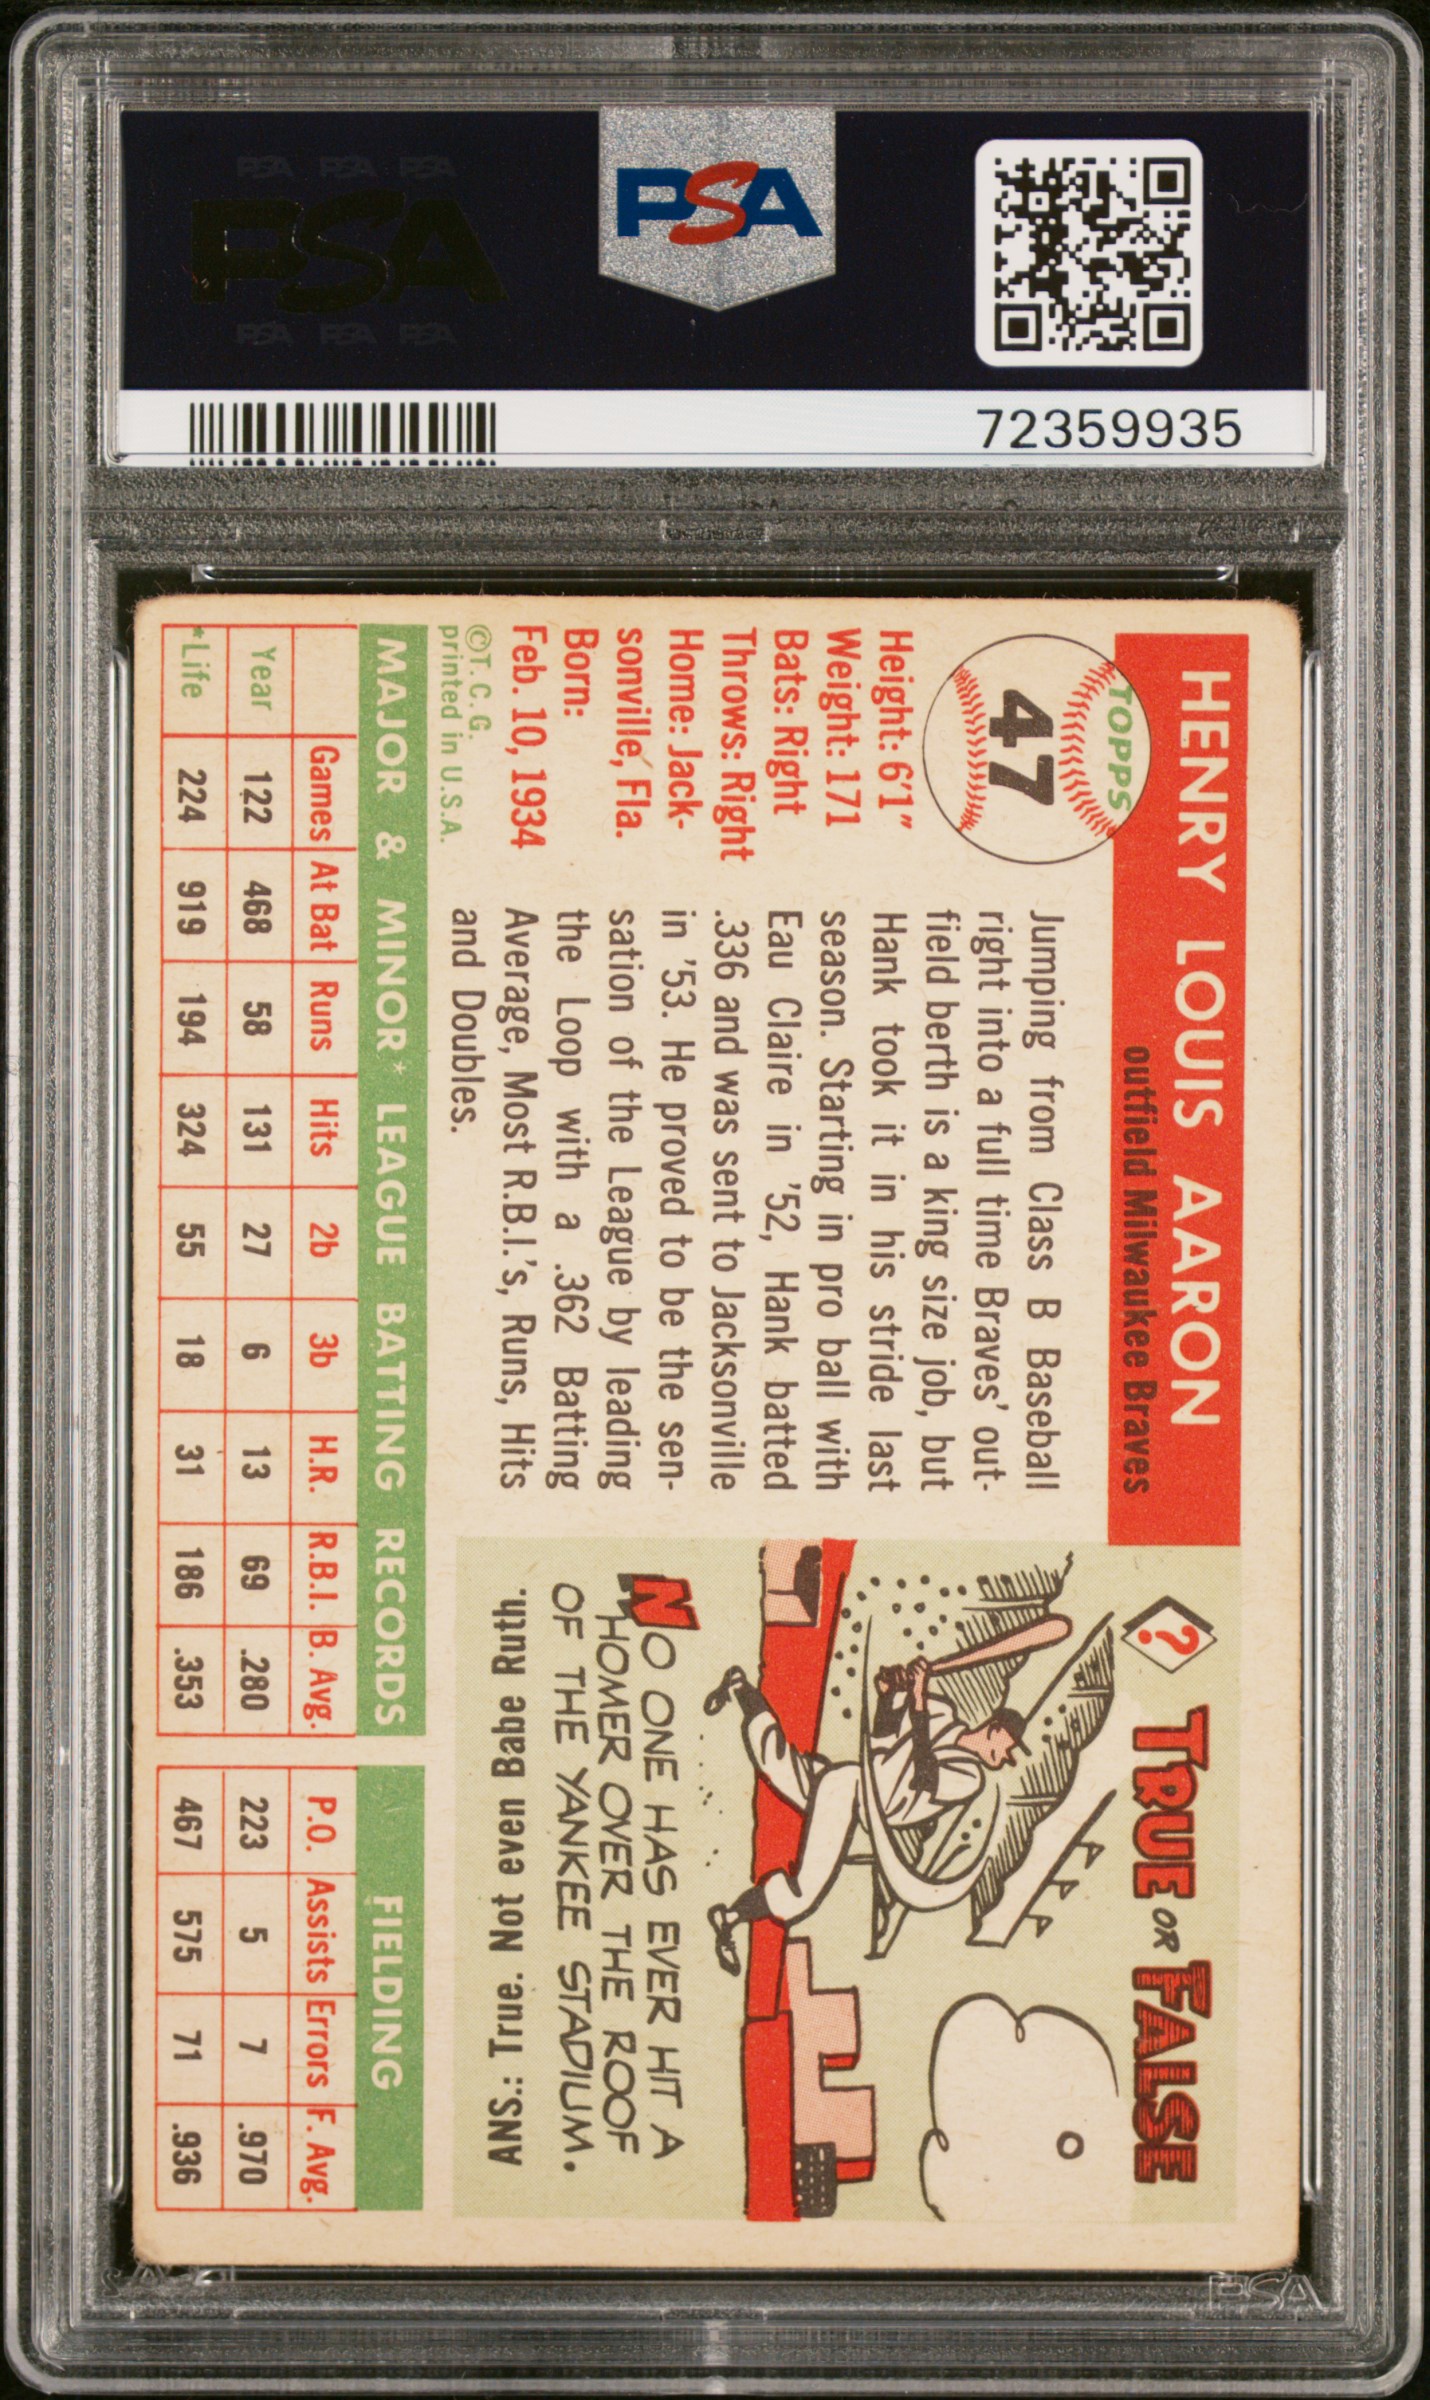 PSA PSA PSA
PSA
PSA PSA PSA
PSA
72359935
HENRY LOUIS AARON
outfield Milwaukee Braves
TOPPS
47
Height: 6'1"
Weight: 171
Bats: Right
Throws: Right
Home: Jack-
sonville, Fla.
Born:
Feb. 10, 1934
©T. C. G.
printed in U.S.A.
Jumping from Class B Baseball
right into a full time Braves' out-
field berth is a king size job, but
Hank took it in his stride last
season. Starting in pro ball with
Eau Claire in '52, Hank batted
.336 and was sent to Jacksonville
in '53. He proved to be the sen-
sation of the League by leading
the Loop with a .362 Batting
Average, Most R.B.I.'s, Runs, Hits
and Doubles.
? TRUE OR FALSE
NO ONE HAS EVER HIT A
HOMER OVER THE ROOF
OF THE YANKEE STADIUM.
ANS.: True. Not even Babe Ruth.
MAJOR & MINOR* LEAGUE BATTING RECORDS FIELDING
Games At Bat Runs Hits 2b 3b H.R. R.B.I. B. Avg. P.O. Assists Errors F. Avg.
Year 122 468 58 131 27 6 13 69 .280 223 5 7 .970
*Life 224 919 194 324 55 18 31 186 .353 467 575 71 .936
PSA